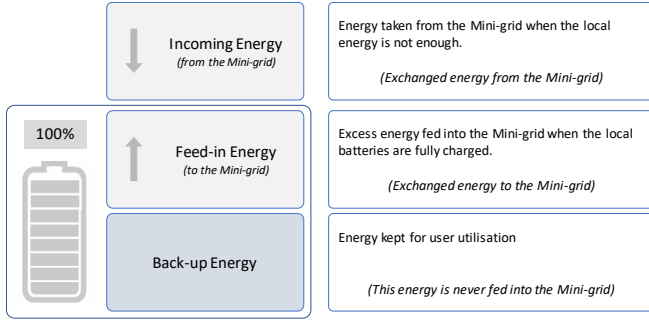 Incoming Energy
(from the Mini-grid)
Energy taken from the Mini-grid when the local
energy is not enough.
(Exchanged energy from the Mini-grid)
100%
Feed-in Energy
(to the Mini-grid)
Excess energy fed into the Mini-grid when the local
batteries are fully charged.
(Exchanged energy to the Mini-grid)
Back-up Energy
Energy kept for user utilisation
(This energy is never fed into the Mini-grid)